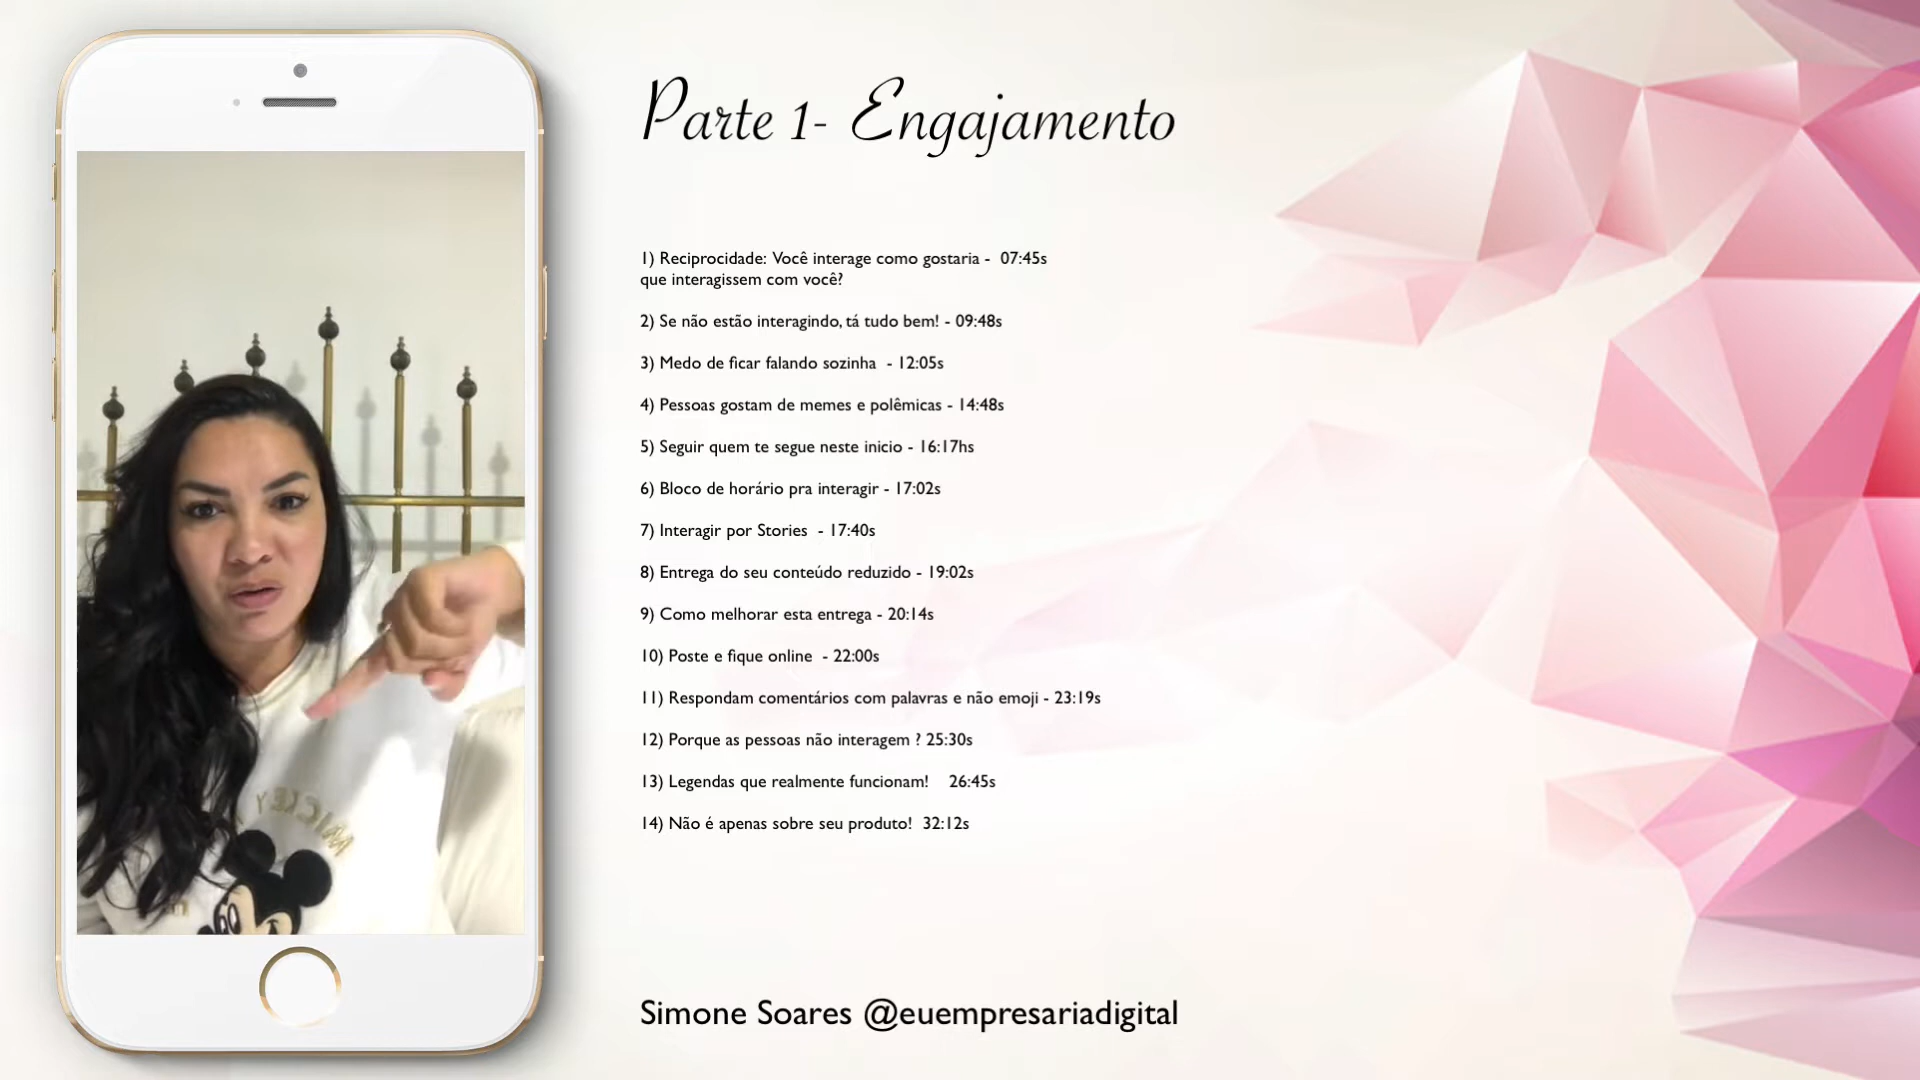 Parte 1- Engajamento
1) Reciprocidade: Você interage como gostaria -  07:45s
que interagissem com você?
2) Se não estão interagindo, tá tudo bem! - 09:48s
3) Medo de ficar falando sozinha  - 12:05s
4) Pessoas gostam de memes e polêmicas - 14:48s
5) Seguir quem te segue neste inicio - 16:17hs
6) Bloco de horário pra interagir - 17:02s
7) Interagir por Stories  - 17:40s
8) Entrega do seu conteúdo reduzido - 19:02s
9) Como melhorar esta entrega - 20:14s
10) Poste e fique online  - 22:00s
11) Respondam comentários com palavras e não emoji - 23:19s
12) Porque as pessoas não interagem ? 25:30s
13) Legendas que realmente funcionam!    26:45s
14) Não é apenas sobre seu produto!  32:12s
MICKEY
Simone Soares @euempresariadigital